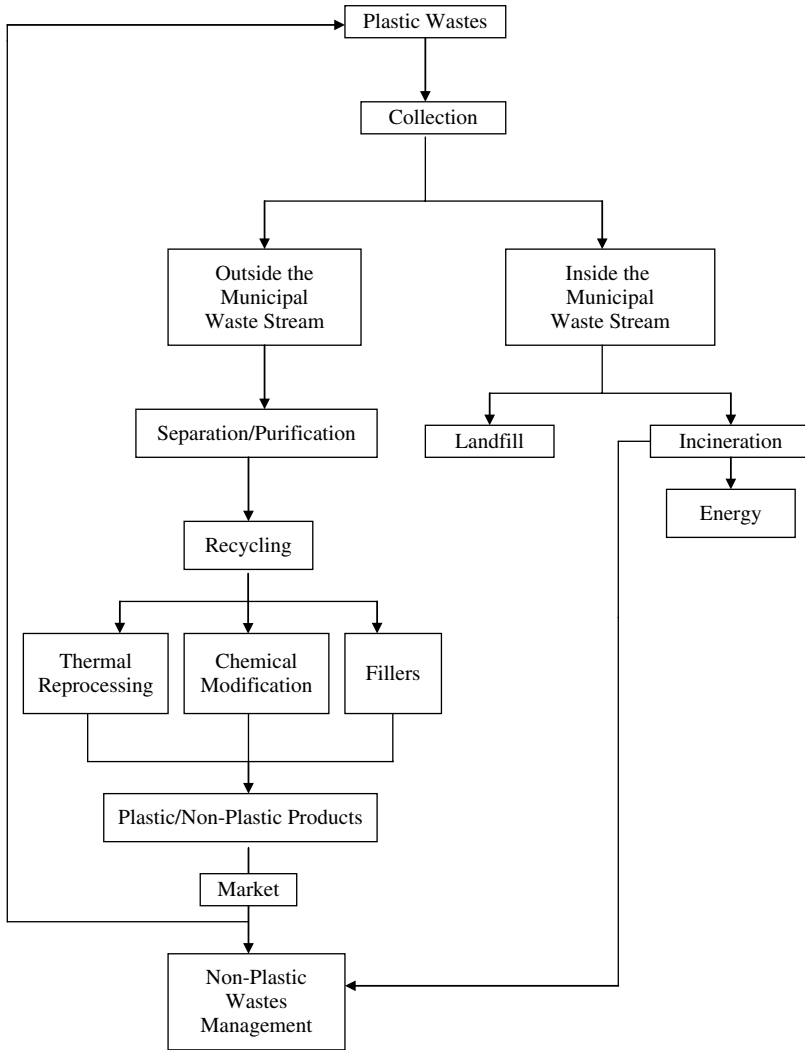 Plastic Wastes
Collection
Outside the
Municipal
Waste Stream
Inside the
Municipal
Waste Stream
Separation/Purification
Landfill
Incineration
Energy
Recycling
Thermal
Reprocessing
Chemical
Modification
Fillers
Plastic/Non-Plastic Products
Market
Non-Plastic
Wastes
Management